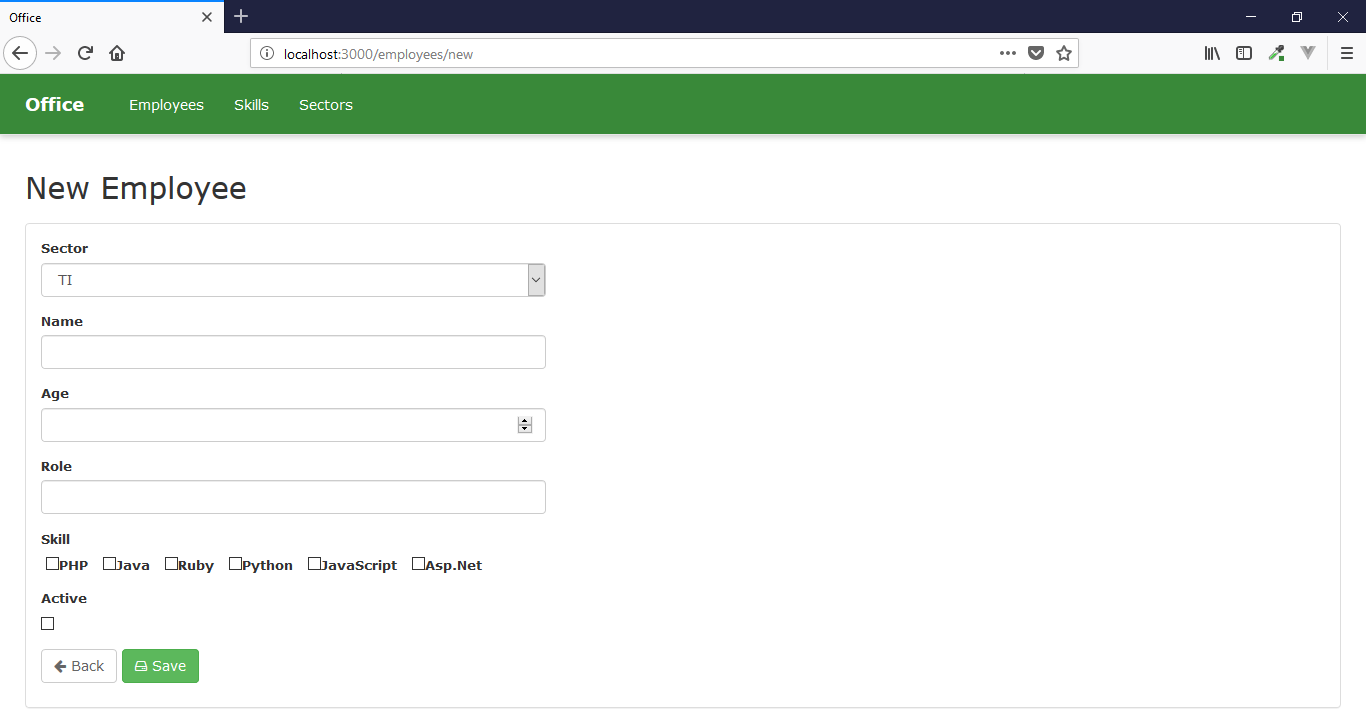 Office
localhost:3000/employees/new
Office Employees Skills Sectors
New Employee
Sector
TI
Name
Age
Role
Skill
PHP Java Ruby Python JavaScript Asp.Net
Active
Back Save